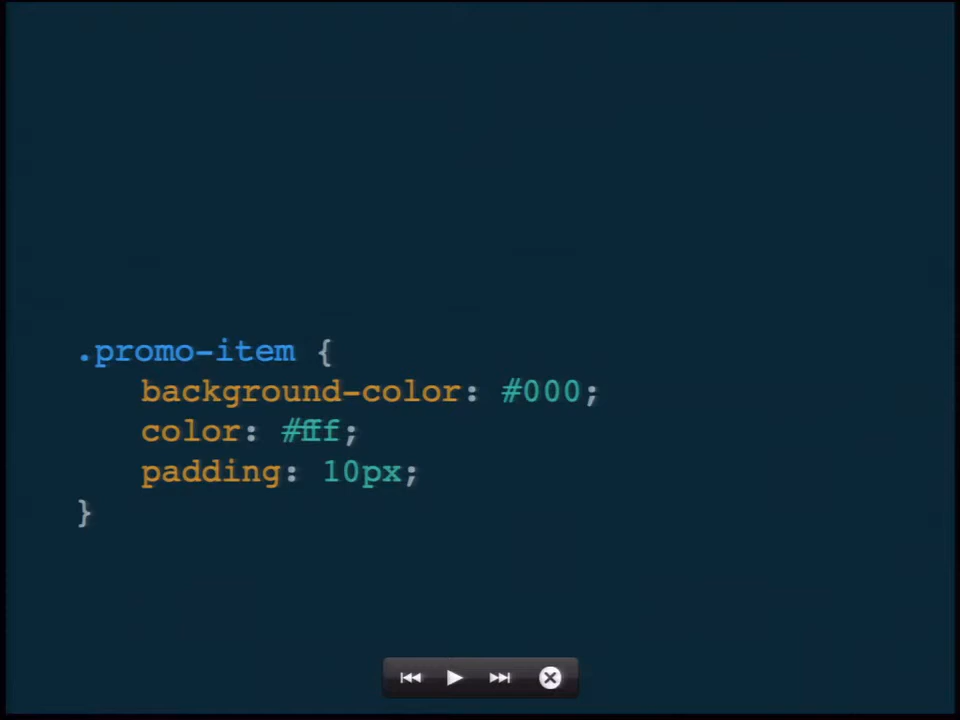 .promo-item {
background-color: #000;
color: #fff;
padding: 10px;
}